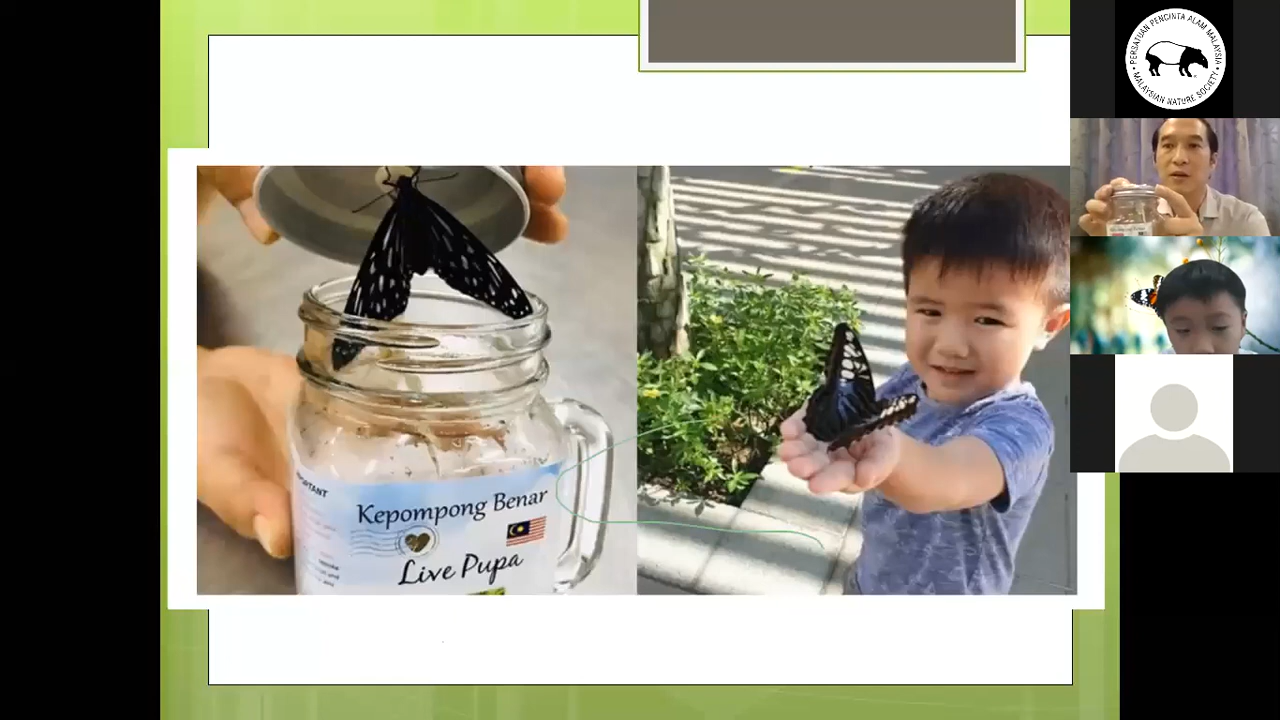 PERSATUAN PENCINTA ALAM MALAYSIA
• MALAYSIAN NATURE SOCIETY •
Kepompong Benar
Live Pupa